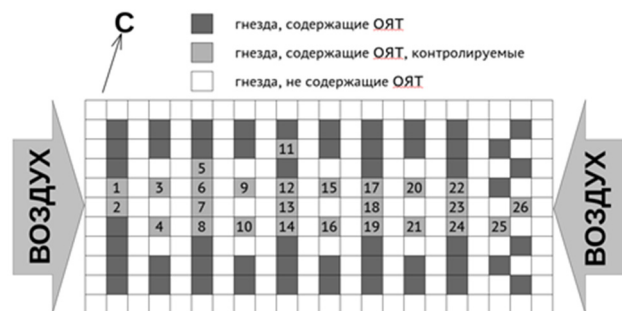 С
гнезда, содержащие ОЯТ
гнезда, содержащие ОЯТ, контролируемые
гнезда, не содержащие ОЯТ
ВОЗДУХ
ВОЗДУХ
11
5
1 3 6 9 12 15 17 20 22
2 7 13 18 23 26
4 8 10 14 16 19 21 24 25